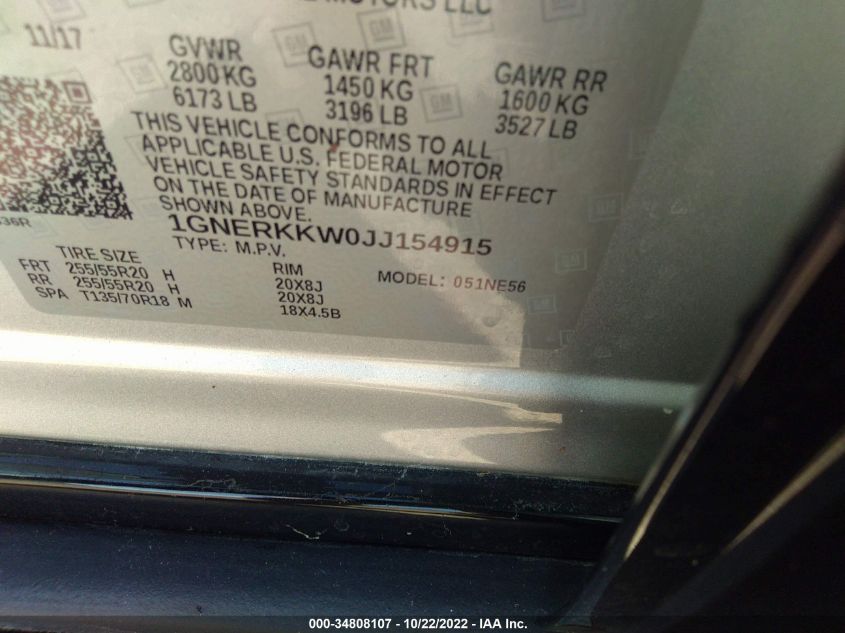 MOTORS LLC
11/17
GVWR
2800 KG
6173 LB
GAWR FRT
1450 KG
3196 LB
GAWR RR
1600 KG
3527 LB
THIS VEHICLE CONFORMS TO ALL
APPLICABLE U.S. FEDERAL MOTOR
VEHICLE SAFETY STANDARDS IN EFFECT
ON THE DATE OF MANUFACTURE
SHOWN ABOVE.
1GNERKKW0JJ154915
TYPE: M.P.V.
TIRE SIZE RIM MODEL: 051NE56
FRT 255/55R20 H 20X8J
RR 255/55R20 H 20X8J
SPA T135/70R18 M 18X4.5B
000-34808107 - 10/22/2022 - IAA Inc.